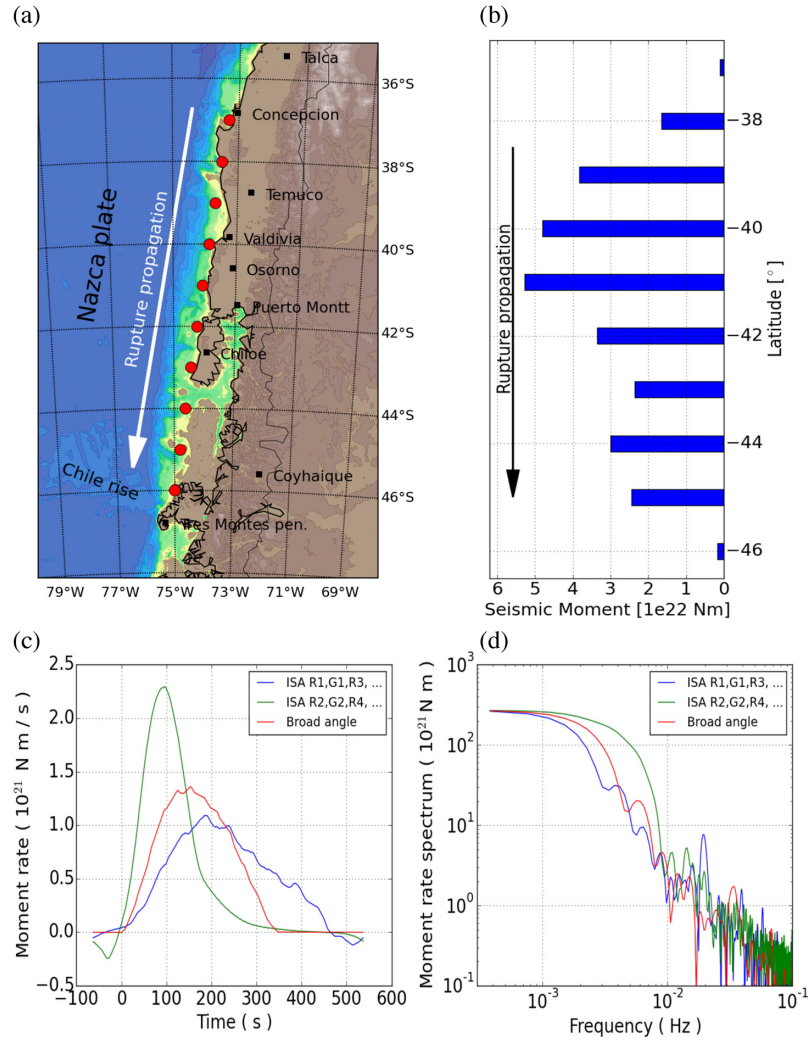 (a)
Talca
36°S
Concepcion
38°S
Temuco
Nazca plate
Rupture propagation
Valdivia
40°S
Osorno
Puerto Montt
42°S
Chiloe
44°S
Chile rise
Coyhaique
46°S
Tres Montes pen.
79°W 77°W 75°W 73°W 71°W 69°W
(b)
−38
−40
−42
−44
−46
Rupture propagation
Latitude [°]
6 5 4 3 2 1 0
Seismic Moment [1e22 Nm]
(c)
2.5
2.0
1.5
1.0
0.5
0.0
−0.5
Moment rate ( 10²¹ N m / s )
ISA R1,G1,R3, ...
ISA R2,G2,R4, ...
Broad angle
−100 0 100 200 300 400 500 600
Time ( s )
(d)
10³
10²
10¹
10⁰
10⁻¹
Moment rate spectrum ( 10²¹ N m )
ISA R1,G1,R3, ...
ISA R2,G2,R4, ...
Broad angle
10⁻³ 10⁻² 10⁻¹
Frequency ( Hz )